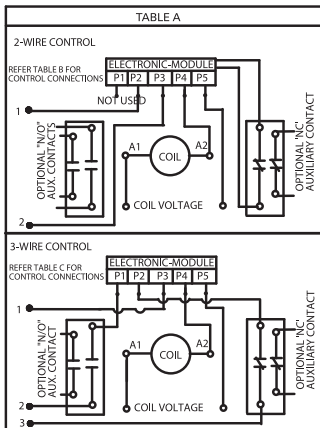 TABLE A
2-WIRE CONTROL
ELECTRONIC-MODULE
REFER TABLE B FOR
CONTROL CONNECTIONS
P1 P2 P3 P4 P5
NOT USED
1
OPTIONAL "N/O"
AUX. CONTACTS
A1
COIL
A2
OPTIONAL "NC'
AUXILIARY CONTACT
COIL VOLTAGE
2
3-WIRE CONTROL
ELECTRONIC-MODULE
REFER TABLE C FOR
CONTROL CONNECTIONS
P1 P2 P3 P4 P5
1
OPTIONAL "N/O"
AUX. CONTACT
A1
COIL
A2
OPTIONAL "NC'
AUXILIARY CONTACT
2
COIL VOLTAGE
3